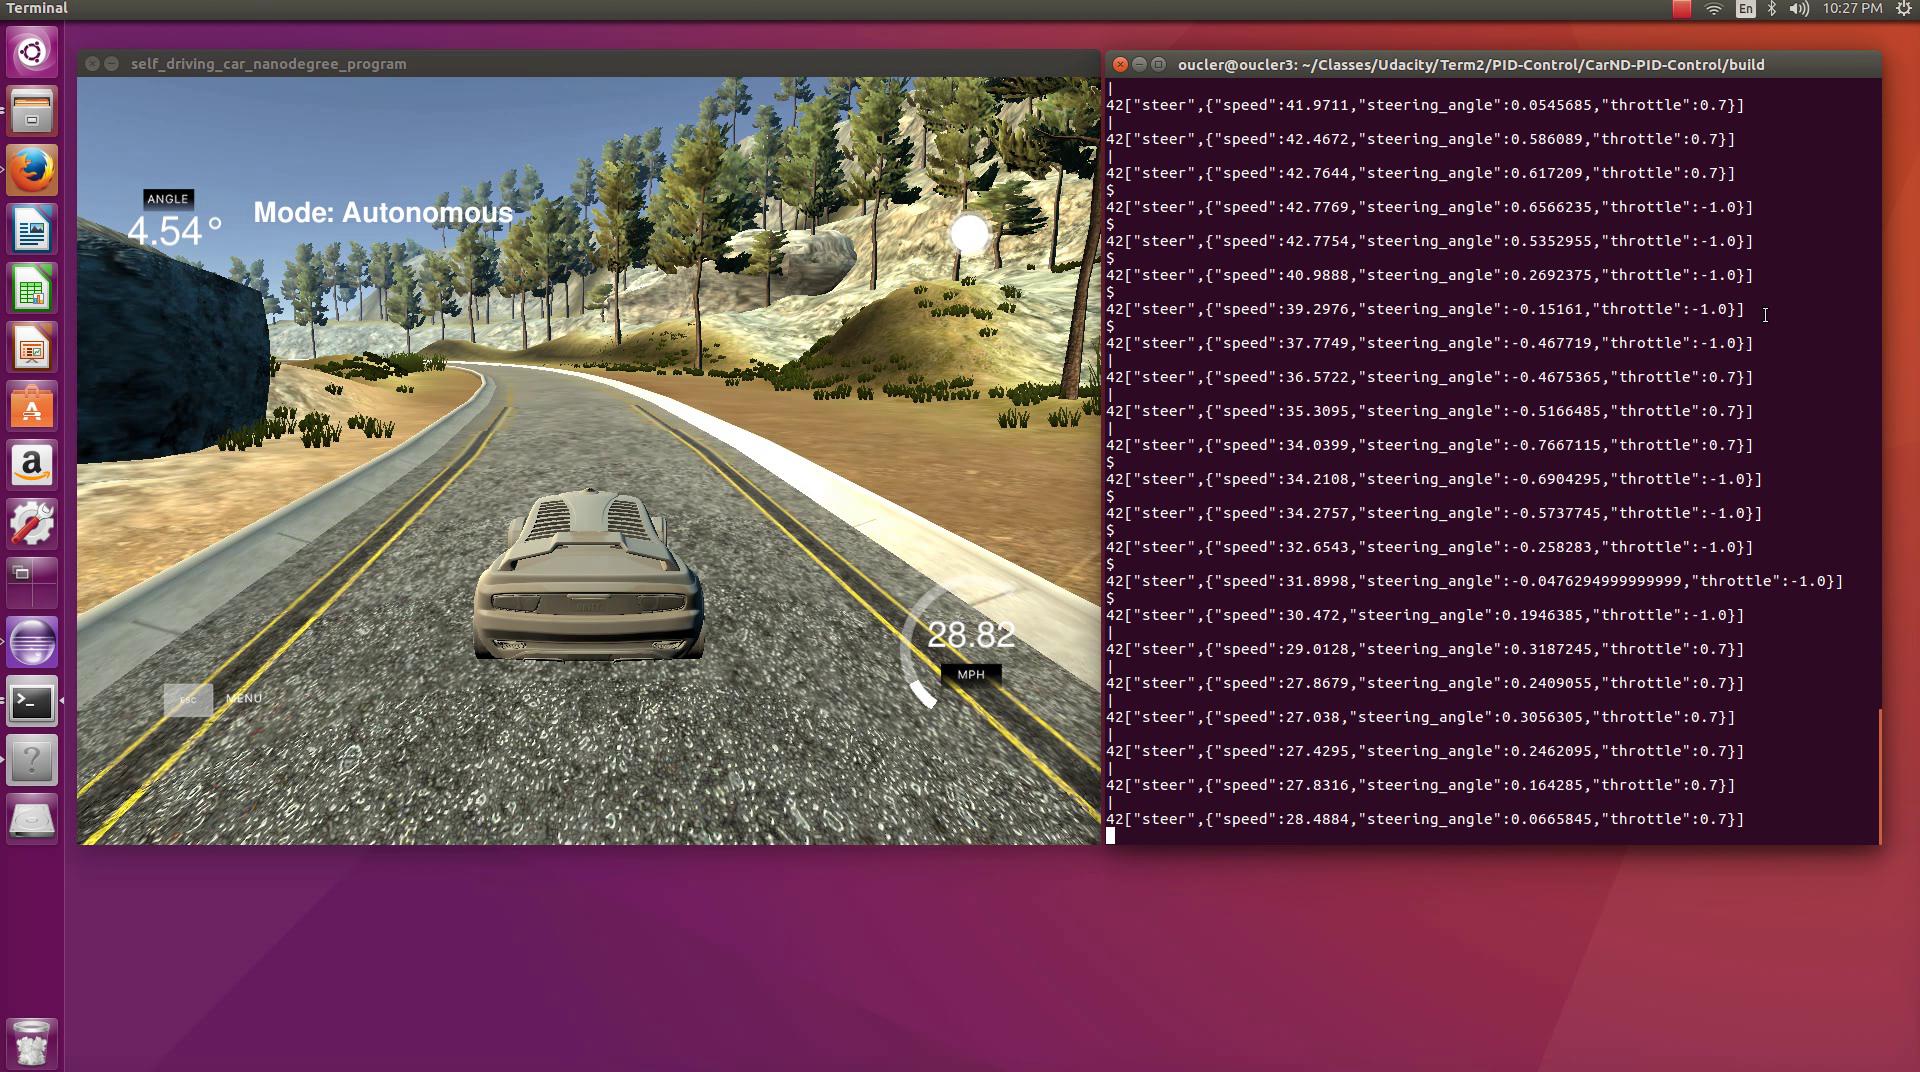 Terminal
En
10:27 PM
self_driving_car_nanodegree_program
ANGLE
4.54°
Mode: Autonomous
28.82
MPH
ESC
MENU
a
?
oucler@oucler3: ~/Classes/Udacity/Term2/PID-Control/CarND-PID-Control/build
|
42["steer",{"speed":41.9711,"steering_angle":0.0545685,"throttle":0.7}]
|
42["steer",{"speed":42.4672,"steering_angle":0.586089,"throttle":0.7}]
|
42["steer",{"speed":42.7644,"steering_angle":0.617209,"throttle":0.7}]
$
42["steer",{"speed":42.7769,"steering_angle":0.6566235,"throttle":-1.0}]
$
42["steer",{"speed":42.7754,"steering_angle":0.5352955,"throttle":-1.0}]
$
42["steer",{"speed":40.9888,"steering_angle":0.2692375,"throttle":-1.0}]
$
42["steer",{"speed":39.2976,"steering_angle":-0.15161,"throttle":-1.0}]
$
42["steer",{"speed":37.7749,"steering_angle":-0.467719,"throttle":-1.0}]
|
42["steer",{"speed":36.5722,"steering_angle":-0.4675365,"throttle":0.7}]
|
42["steer",{"speed":35.3095,"steering_angle":-0.5166485,"throttle":0.7}]
|
42["steer",{"speed":34.0399,"steering_angle":-0.7667115,"throttle":0.7}]
$
42["steer",{"speed":34.2108,"steering_angle":-0.6904295,"throttle":-1.0}]
$
42["steer",{"speed":34.2757,"steering_angle":-0.5737745,"throttle":-1.0}]
$
42["steer",{"speed":32.6543,"steering_angle":-0.258283,"throttle":-1.0}]
$
42["steer",{"speed":31.8998,"steering_angle":-0.0476294999999999,"throttle":-1.0}]
$
42["steer",{"speed":30.472,"steering_angle":0.1946385,"throttle":-1.0}]
|
42["steer",{"speed":29.0128,"steering_angle":0.3187245,"throttle":0.7}]
|
42["steer",{"speed":27.8679,"steering_angle":0.2409055,"throttle":0.7}]
|
42["steer",{"speed":27.038,"steering_angle":0.3056305,"throttle":0.7}]
|
42["steer",{"speed":27.4295,"steering_angle":0.2462095,"throttle":0.7}]
|
42["steer",{"speed":27.8316,"steering_angle":0.164285,"throttle":0.7}]
|
42["steer",{"speed":28.4884,"steering_angle":0.0665845,"throttle":0.7}]